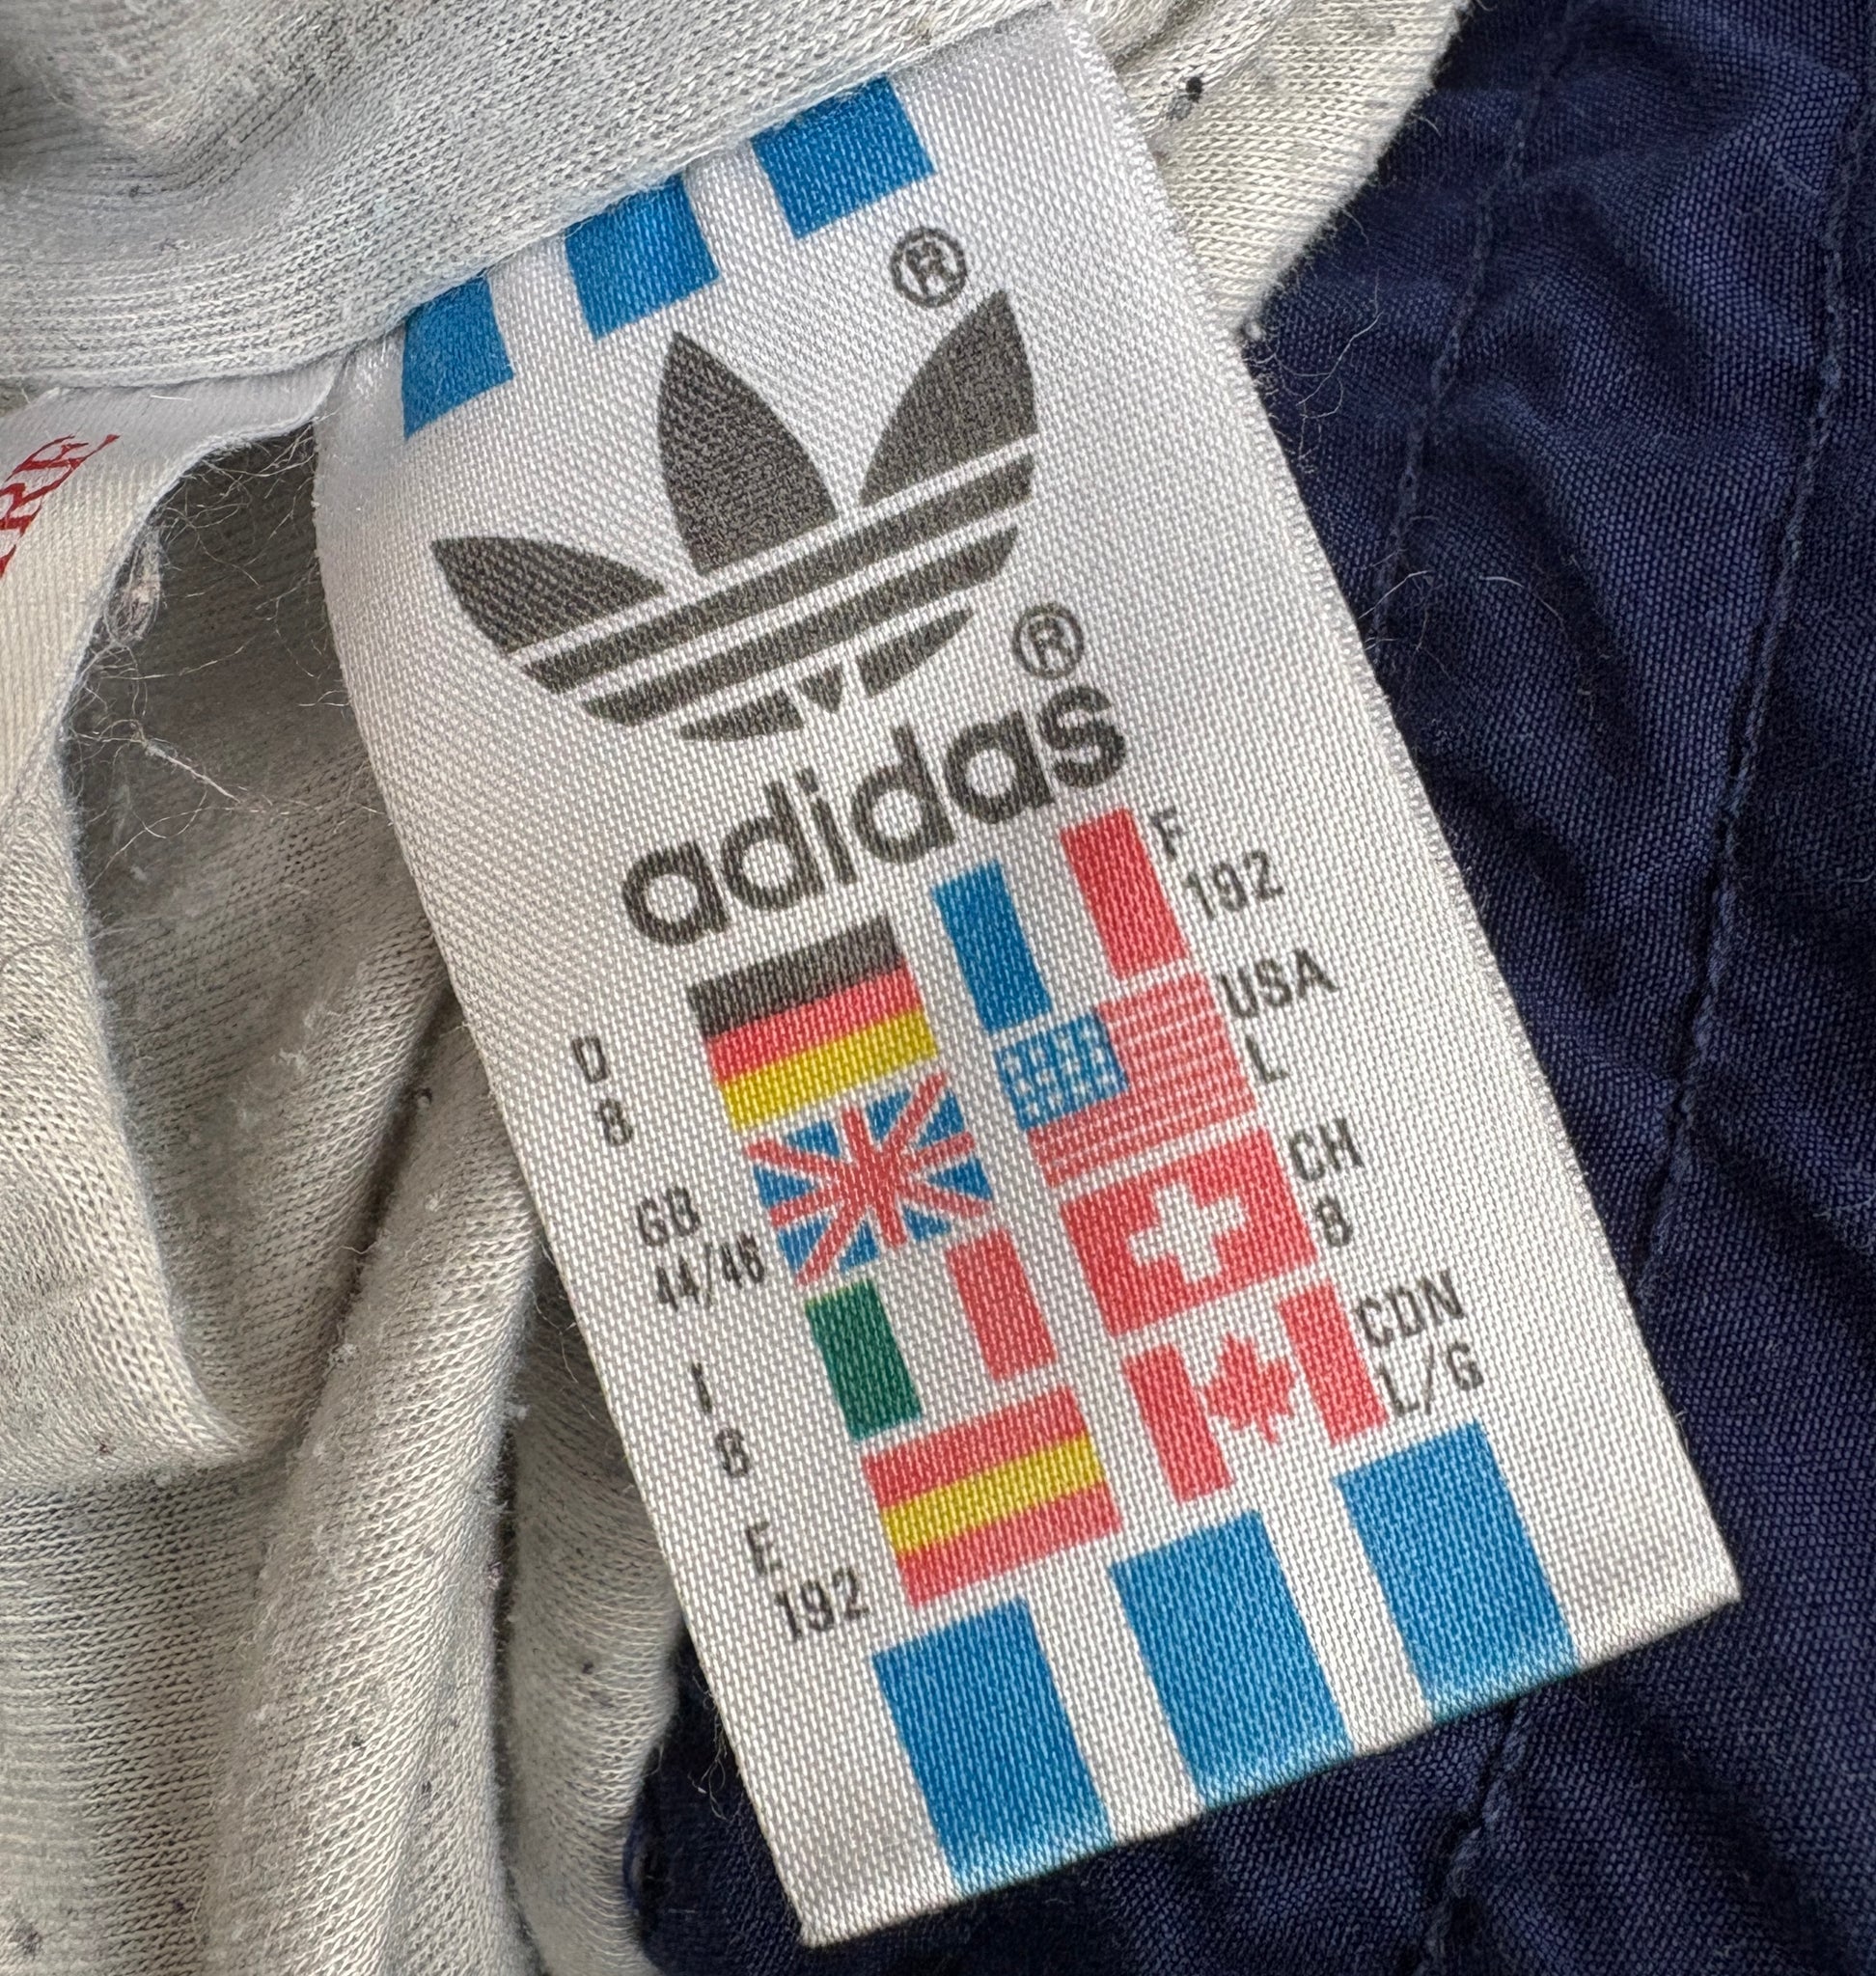 ®
®
adidas
F
192
USA
L
CH
8
CDN
L/G
D
8
GB
44/46
I
8
E
192